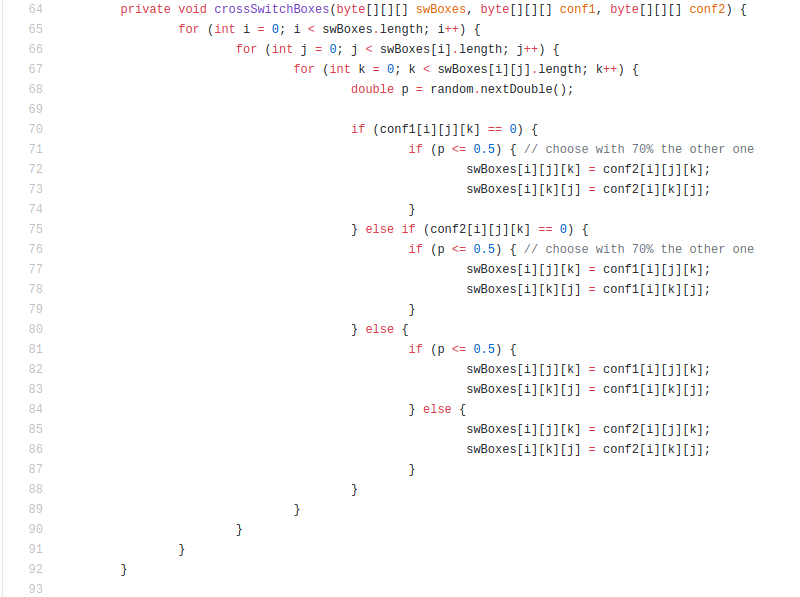 64 private void crossSwitchBoxes(byte[][][] swBoxes, byte[][][] conf1, byte[][][] conf2) {
65 for (int i = 0; i < swBoxes.length; i++) {
66 for (int j = 0; j < swBoxes[i].length; j++) {
67 for (int k = 0; k < swBoxes[i][j].length; k++) {
68 double p = random.nextDouble();
69
70 if (conf1[i][j][k] == 0) {
71 if (p <= 0.5) { // choose with 70% the other one
72 swBoxes[i][j][k] = conf2[i][j][k];
73 swBoxes[i][k][j] = conf2[i][k][j];
74 }
75 } else if (conf2[i][j][k] == 0) {
76 if (p <= 0.5) { // choose with 70% the other one
77 swBoxes[i][j][k] = conf1[i][j][k];
78 swBoxes[i][k][j] = conf1[i][k][j];
79 }
80 } else {
81 if (p <= 0.5) {
82 swBoxes[i][j][k] = conf1[i][j][k];
83 swBoxes[i][k][j] = conf1[i][k][j];
84 } else {
85 swBoxes[i][j][k] = conf2[i][j][k];
86 swBoxes[i][k][j] = conf2[i][k][j];
87 }
88 }
89 }
90 }
91 }
92 }
93